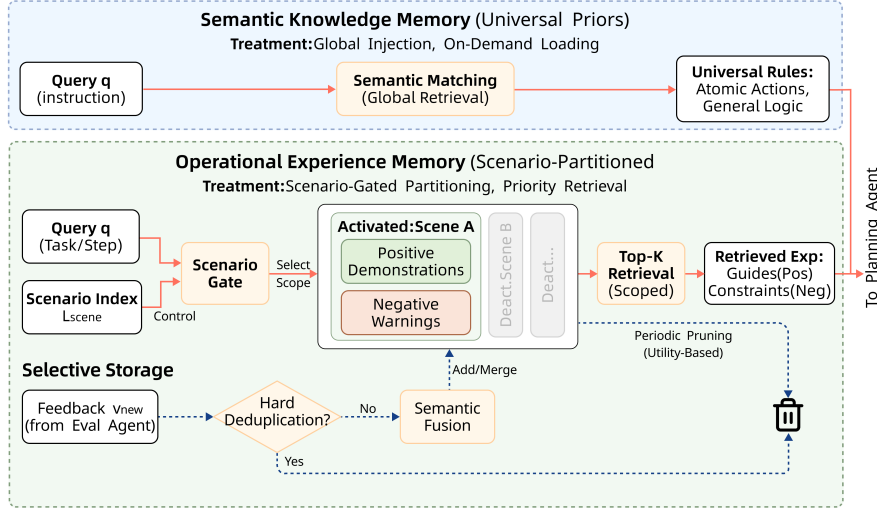 Semantic Knowledge Memory (Universal Priors)
Treatment:Global Injection, On-Demand Loading
Query q
(instruction)
Semantic Matching
(Global Retrieval)
Universal Rules:
Atomic Actions,
General Logic
Operational Experience Memory (Scenario-Partitioned
Treatment:Scenario-Gated Partitioning, Priority Retrieval
Query q
(Task/Step)
Scenario Index
Lscene
Control
Scenario
Gate
Select
Scope
Activated:Scene A
Positive
Demonstrations
Negative
Warnings
Deact.Scene B
Deact...
Top-K
Retrieval
(Scoped)
Retrieved Exp:
Guides(Pos)
Constraints(Neg)
To Planning Agent
Periodic Pruning
(Utility-Based)
Selective Storage
Feedback vnew
(from Eval Agent)
Hard
Deduplication?
No
Yes
Semantic
Fusion
Add/Merge